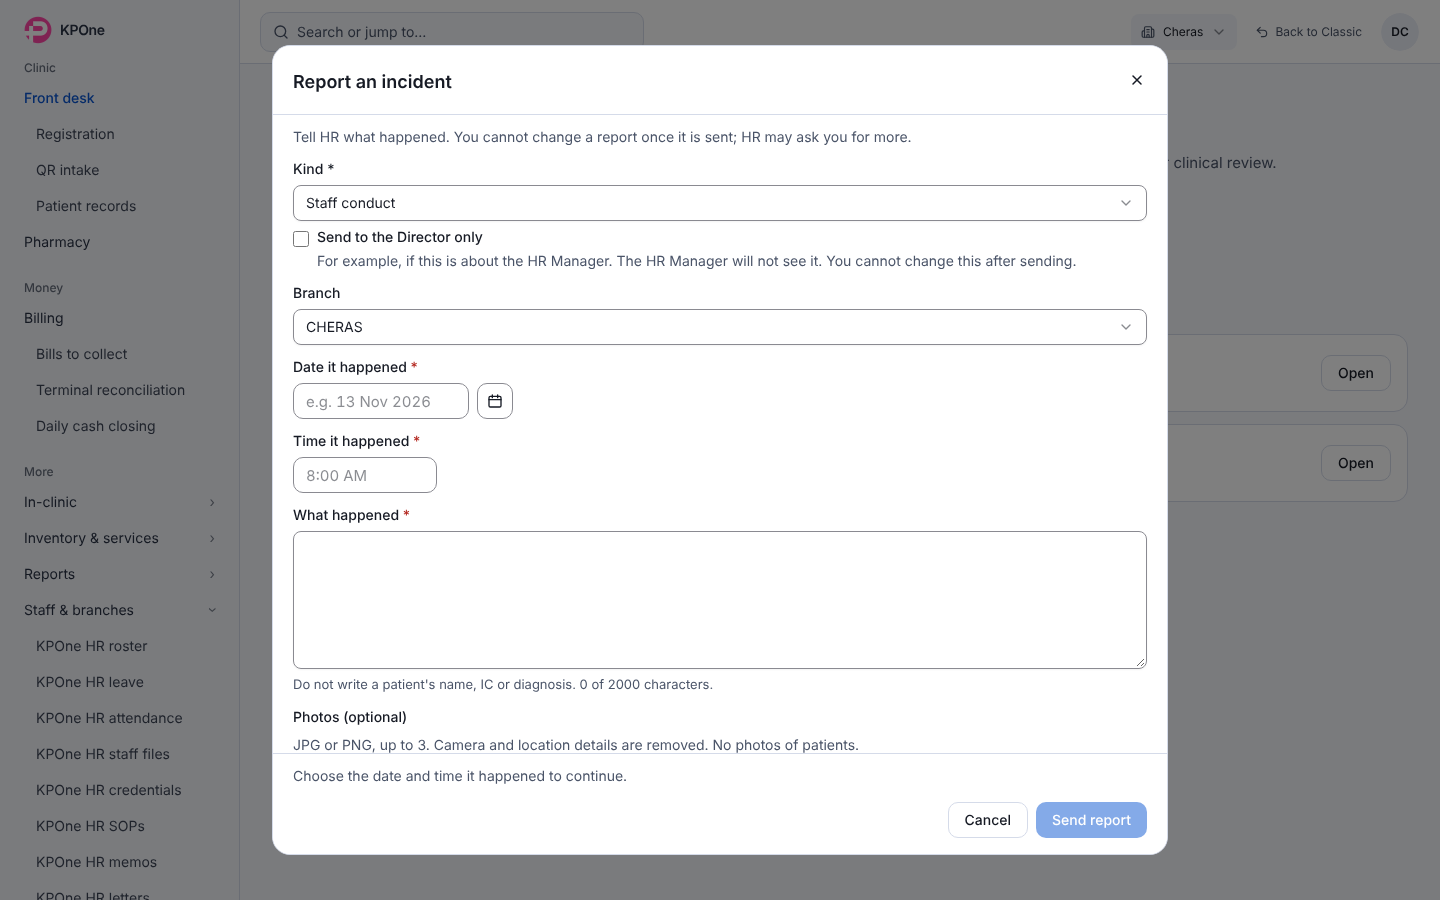 KPOne
Search or jump to...
Cheras
Back to Classic
DC
Clinic
Front desk
Registration
QR intake
Patient records
Pharmacy
Money
Billing
Bills to collect
Terminal reconciliation
Daily cash closing
More
In-clinic
Inventory & services
Reports
Staff & branches
KPOne HR roster
KPOne HR leave
KPOne HR attendance
KPOne HR staff files
KPOne HR credentials
KPOne HR SOPs
KPOne HR memos
KPOne HR letters
clinical review.
Open
Open
Report an incident
Tell HR what happened. You cannot change a report once it is sent; HR may ask you for more.
Kind *
Staff conduct
Send to the Director only
For example, if this is about the HR Manager. The HR Manager will not see it. You cannot change this after sending.
Branch
CHERAS
Date it happened *
e.g. 13 Nov 2026
Time it happened *
8:00 AM
What happened *
Do not write a patient's name, IC or diagnosis. 0 of 2000 characters.
Photos (optional)
JPG or PNG, up to 3. Camera and location details are removed. No photos of patients.
Choose the date and time it happened to continue.
Cancel
Send report